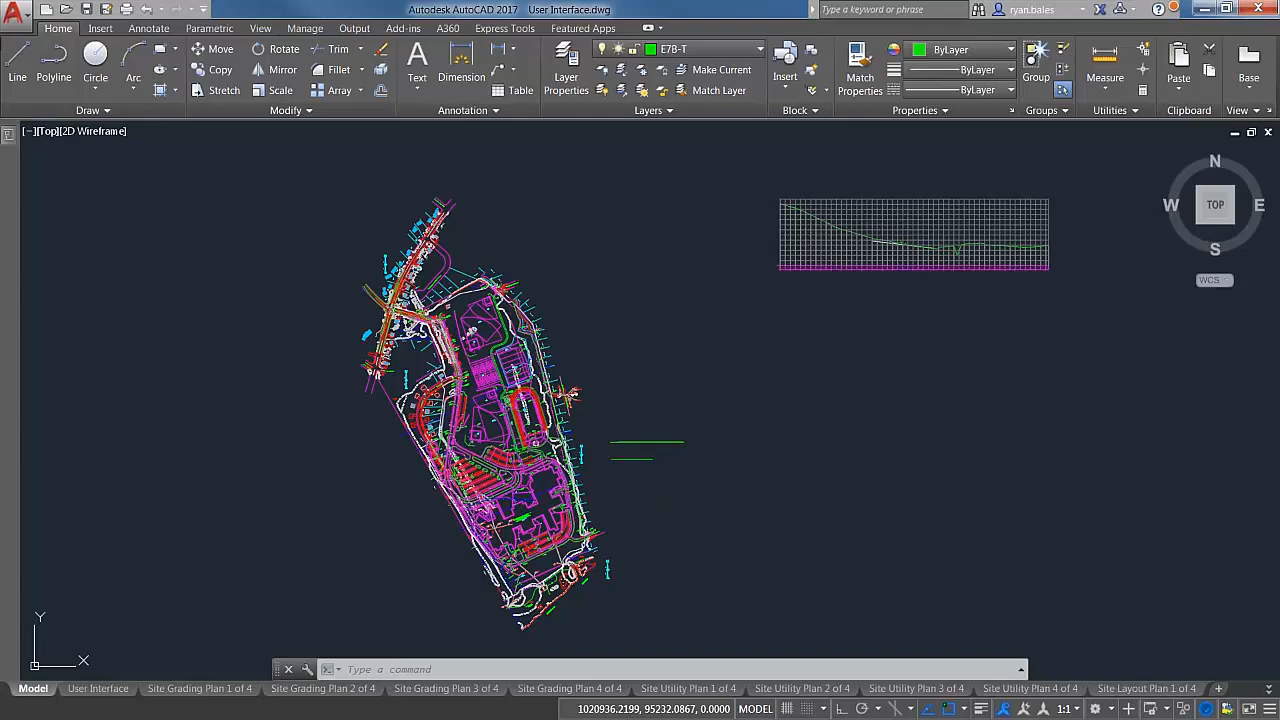 Autodesk AutoCAD 2017 User Interface.dwg
Type a keyword or phrase
ryan.bales
Home Insert Annotate Parametric View Manage Output Add-ins A360 Express Tools Featured Apps
Line Polyline Circle Arc
Move Rotate Trim
Copy Mirror Fillet
Stretch Scale Array
Text Dimension Table
Layer Properties
E7B-T
Make Current
Match Layer
Insert
Match Properties
ByLayer
ByLayer
ByLayer
Group Measure Paste Base
Draw Modify Annotation Layers Block Properties Groups Utilities Clipboard View
[−][Top][2D Wireframe]
N
W TOP E
S
WCS
Y
X
Type a command
Model User Interface Site Grading Plan 1 of 4 Site Grading Plan 2 of 4 Site Grading Plan 3 of 4 Site Grading Plan 4 of 4 Site Utility Plan 1 of 4 Site Utility Plan 2 of 4 Site Utility Plan 3 of 4 Site Utility Plan 4 of 4 Site Layout Plan 1 of 4
1020936.2199, 95232.0867, 0.0000 MODEL 1:1